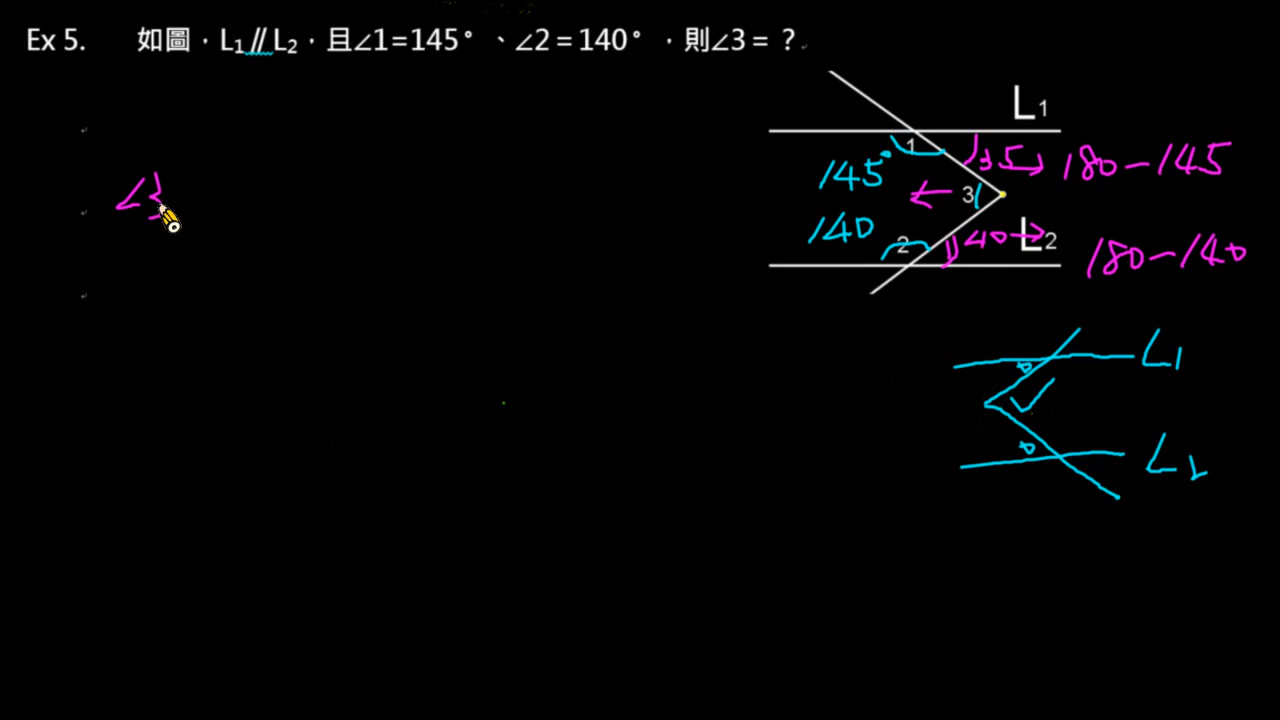 Ex 5. 如圖，L₁∥L₂，且∠1=145°、∠2=140°，則∠3= ?
L₁
1
35 → 180-145
145°
∠3
← 3
140
2
40 → L₂
180-140
L₁
L₂